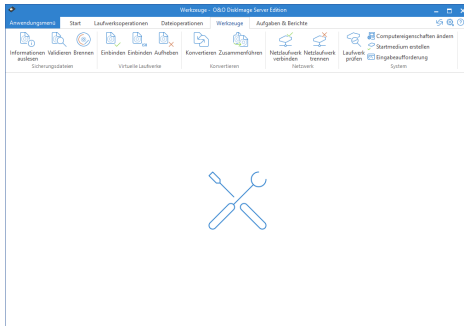 Werkzeuge - O&O DiskImage Server Edition
Anwendungsmenü Start Laufwerksoperationen Dateioperationen Werkzeuge Aufgaben & Berichte
Informationen auslesen
Validieren
Brennen
Einbinden
Einbinden
Aufheben
Konvertieren
Zusammenführen
Netzlaufwerk verbinden
Netzlaufwerk trennen
Laufwerk prüfen
Computereigenschaften ändern
Startmedium erstellen
Eingabeaufforderung
Sicherungsdateien Virtuelle Laufwerke Konvertieren Netzwerk System